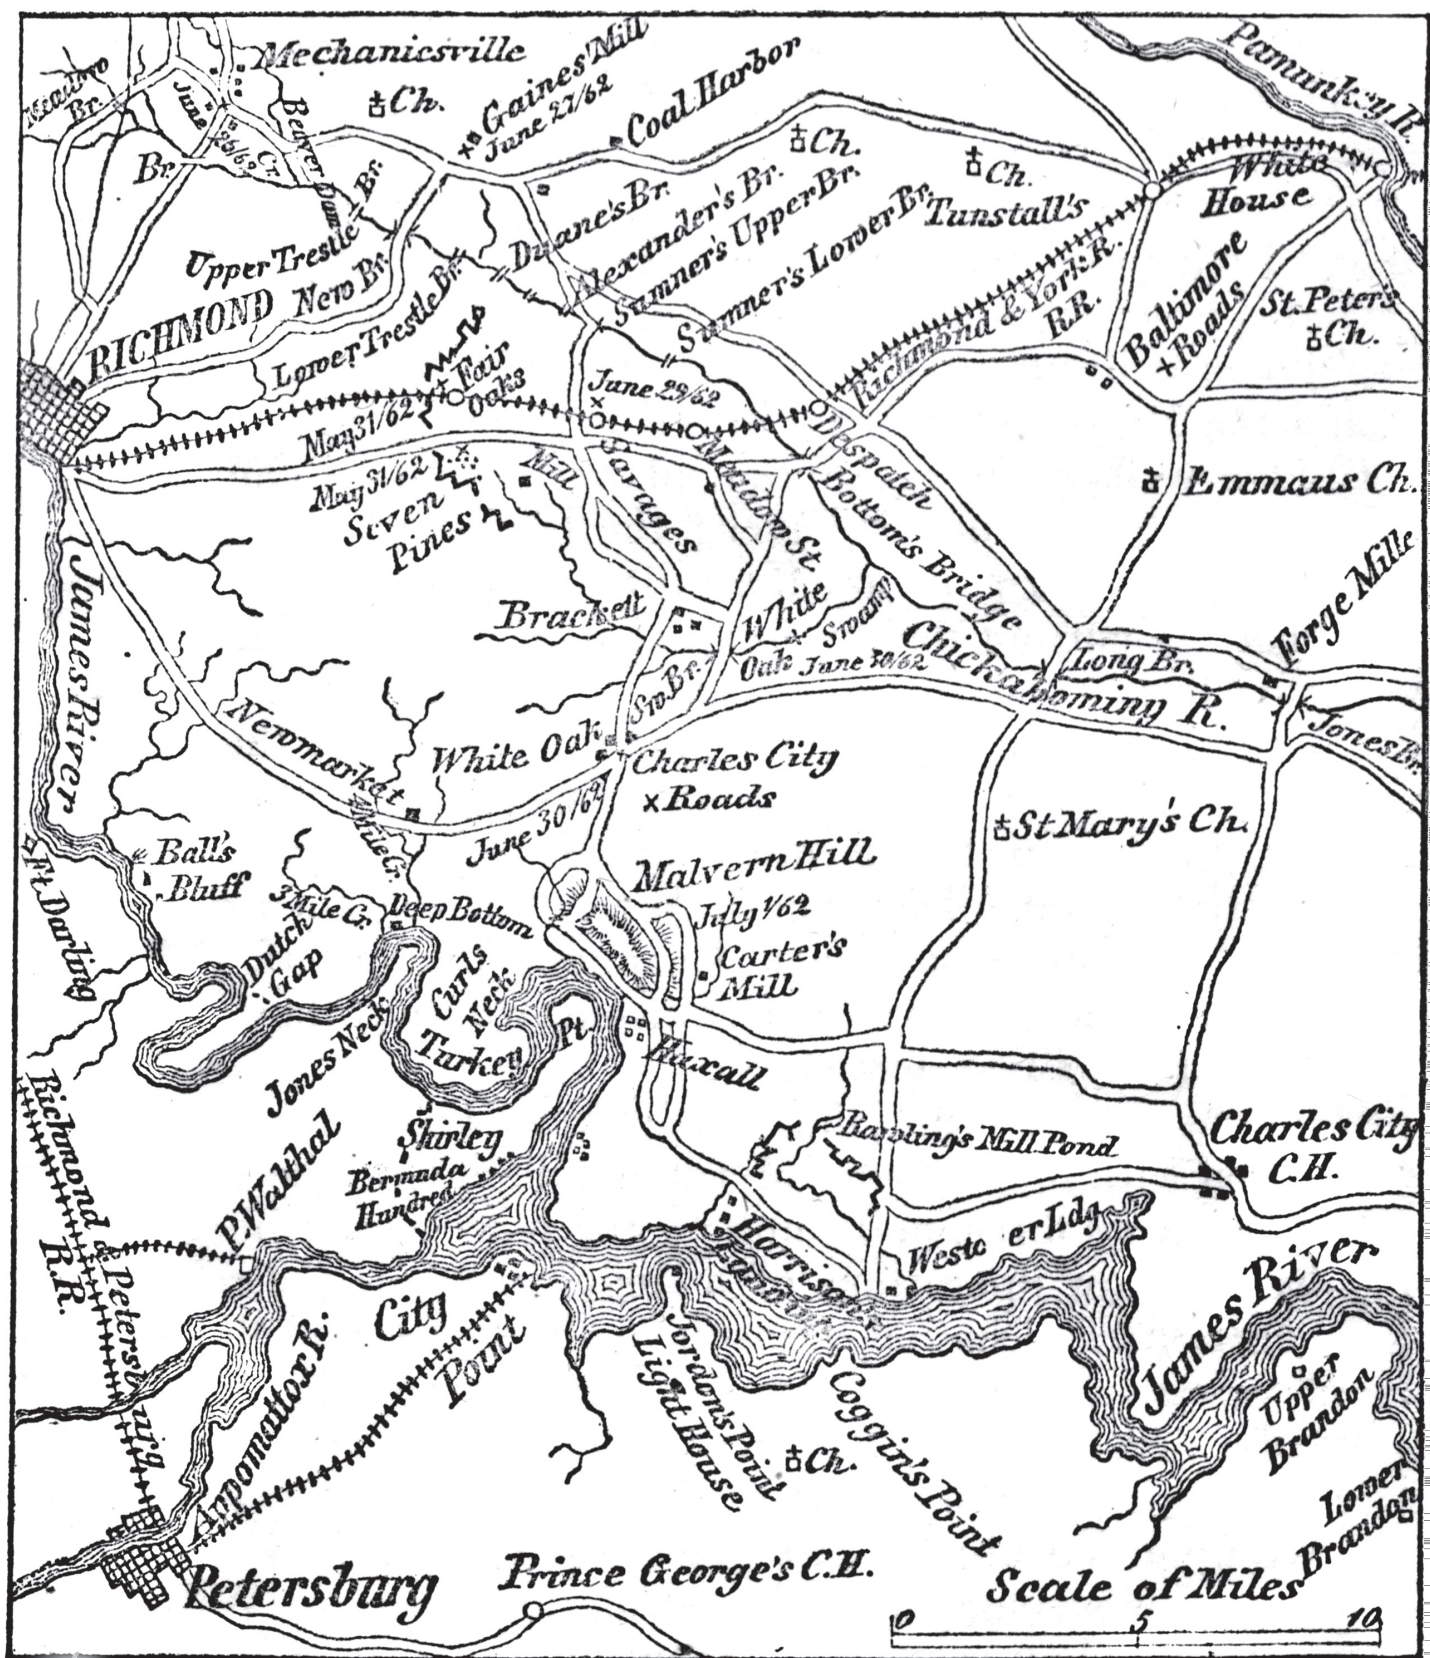 Mechanicsville
Ch.
Gaines' Mill
June 27/62
Coal Harbor
Pamunkey R.
Meadow
Br.
June
26/62
Cr.
Beaver Dam
Br.
Br.
Ch.
Ch.
White
House
Tunstall's
Upper Trestle
New Br.
Lower Trestle Br.
Duane's Br.
Alexander's Br.
Sumner's Upper Br.
Sumner's Lower Br.
Richmond & York R.
R.R.
Baltimore
Roads
St. Peter's
Ch.
RICHMOND
Fair
Oaks
May 31/62
June 29/62
May 31/62
Seven
Pines
Mill
Savages
Meadow St
Despatch
Bottom's Bridge
Emmaus Ch.
James River
Brackett
White
Oak
Swamp
June 30/62
Sw. Br.
Chickahominy R.
Long Br.
Forge Mille
Jones Br.
Newmarket
White Oak
Charles City
Roads
June 30/62
St Mary's Ch.
Ball's
Bluff
Ft. Darling
Mile Cr.
3 Mile Cr.
Deep Bottom
Dutch
Gap
Malvern Hill
July 1/62
Carter's
Mill
Curls
Neck
Turkey
Pt
Jones Neck
Haxall
Richmond & Petersburg
R.R.
P. Walthal
Shirley
Bermuda
Hundred
Rawling's Mill Pond
Charles City
C.H.
Harrison's
Westo er Ldg.
City
Point
James River
Appomattox R.
Jordon's Point
Light House
Coggin's Point
Ch.
Upper
Brandon
Lower
Brandon
Petersburg
Prince George's C.H.
Scale of Miles
0 5 10